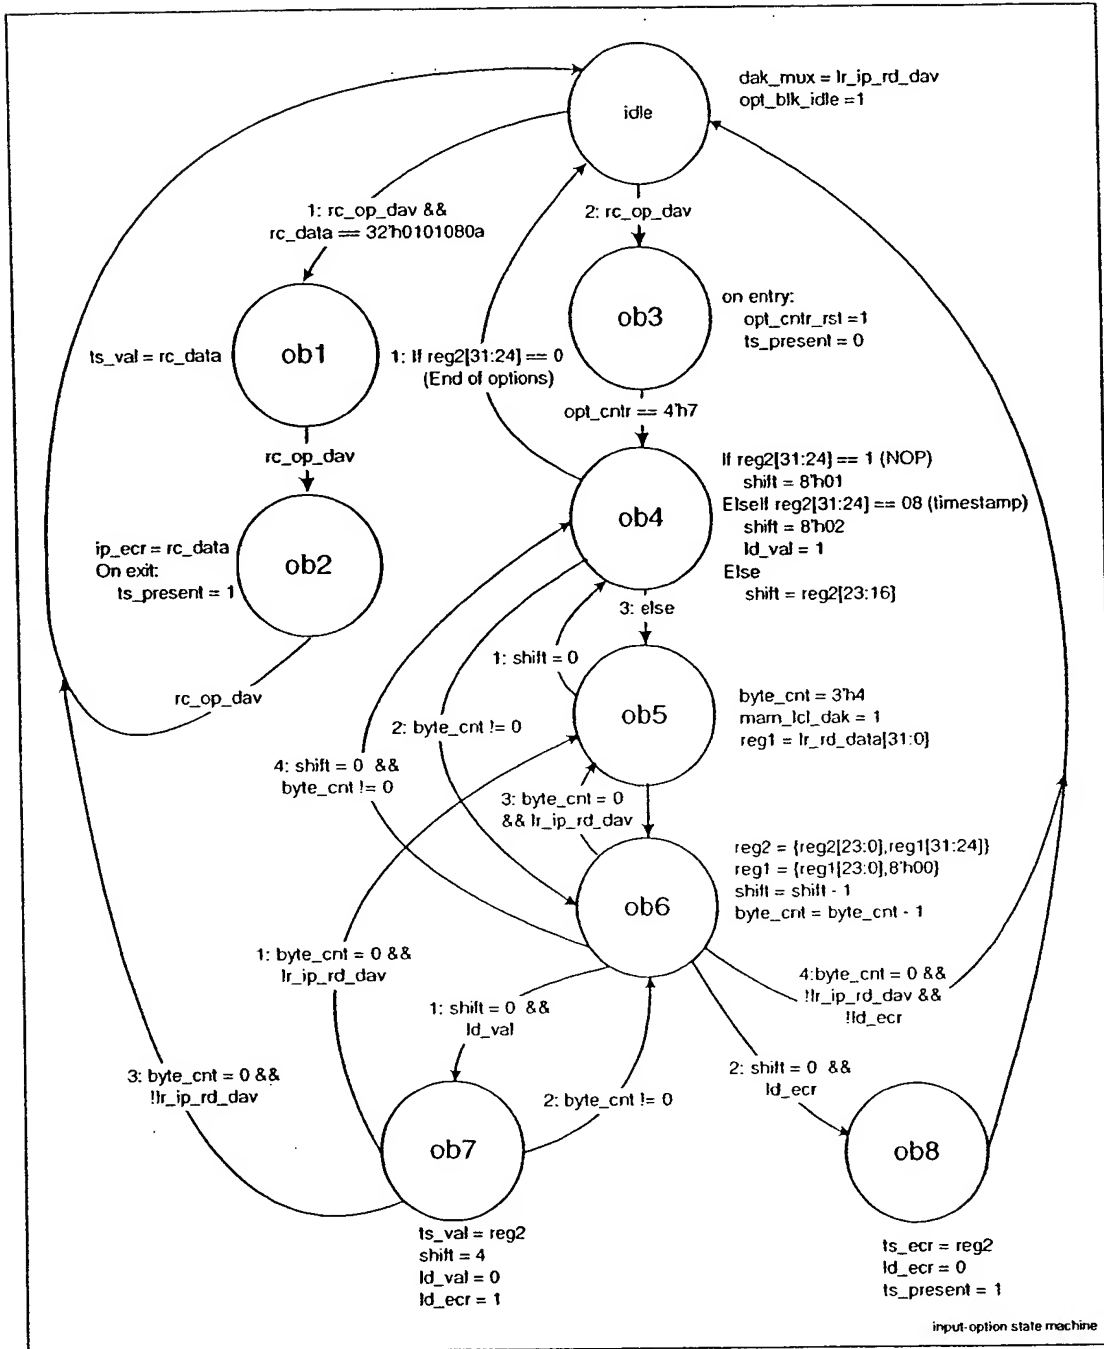 idle
dak_mux = lr_ip_rd_dav
opt_blk_idle =1
1: rc_op_dav &&
rc_data == 32'h0101080a
2: rc_op_dav
ob3
on entry:
opt_cntr_rst =1
ts_present = 0
ts_val = rc_data
ob1
1: If reg2[31:24] == 0
(End of options)
opt_cntr == 4'h7
rc_op_dav
ob4
If reg2[31:24] == 1 (NOP)
shift = 8'h01
ElseIf reg2[31:24] == 08 (timestamp)
shift = 8'h02
ld_val = 1
Else
shift = reg2[23:16]
ip_ecr = rc_data
On exit:
ts_present = 1
ob2
3: else
1: shift = 0
rc_op_dav
ob5
byte_cnt = 3'h4
mam_lcl_dak = 1
reg1 = lr_rd_data[31:0]
2: byte_cnt != 0
4: shift = 0 &&
byte_cnt != 0
3: byte_cnt = 0
&& lr_ip_rd_dav
ob6
reg2 = {reg2[23:0],reg1[31:24]}
reg1 = {reg1[23:0],8'h00}
shift = shift - 1
byte_cnt = byte_cnt - 1
1: byte_cnt = 0 &&
lr_ip_rd_dav
4:byte_cnt = 0 &&
!lr_ip_rd_dav &&
!ld_ecr
1: shift = 0 &&
ld_val
2: shift = 0 &&
ld_ecr
3: byte_cnt = 0 &&
!lr_ip_rd_dav
2: byte_cnt != 0
ob7
ob8
ts_val = reg2
shift = 4
ld_val = 0
ld_ecr = 1
ts_ecr = reg2
ld_ecr = 0
ts_present = 1
input-option state machine